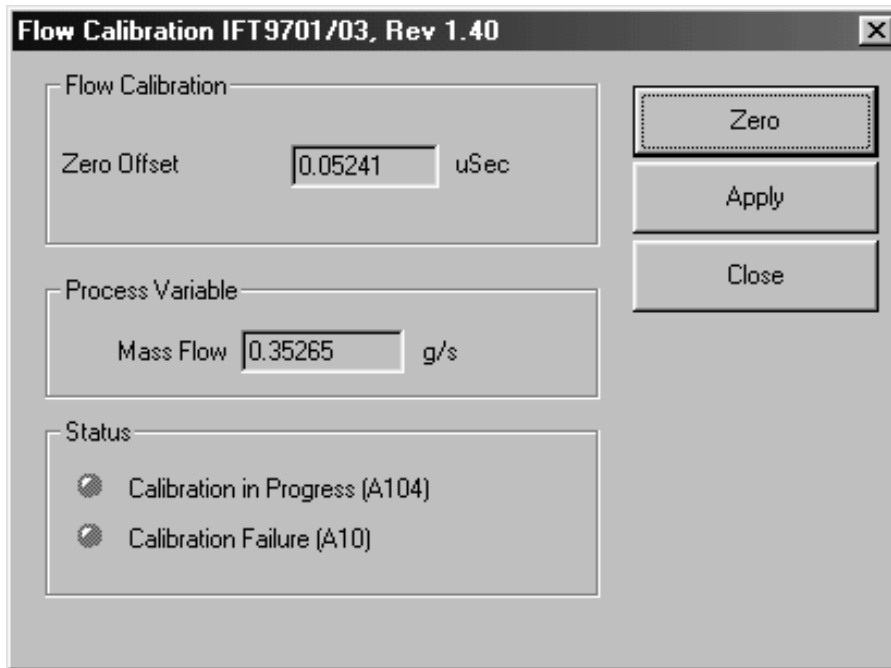 Flow Calibration IFT9701/03, Rev 1.40
Flow Calibration
Zero Offset 0.05241 uSec
Zero
Apply
Close
Process Variable
Mass Flow 0.35265 g/s
Status
Calibration in Progress (A104)
Calibration Failure (A10)